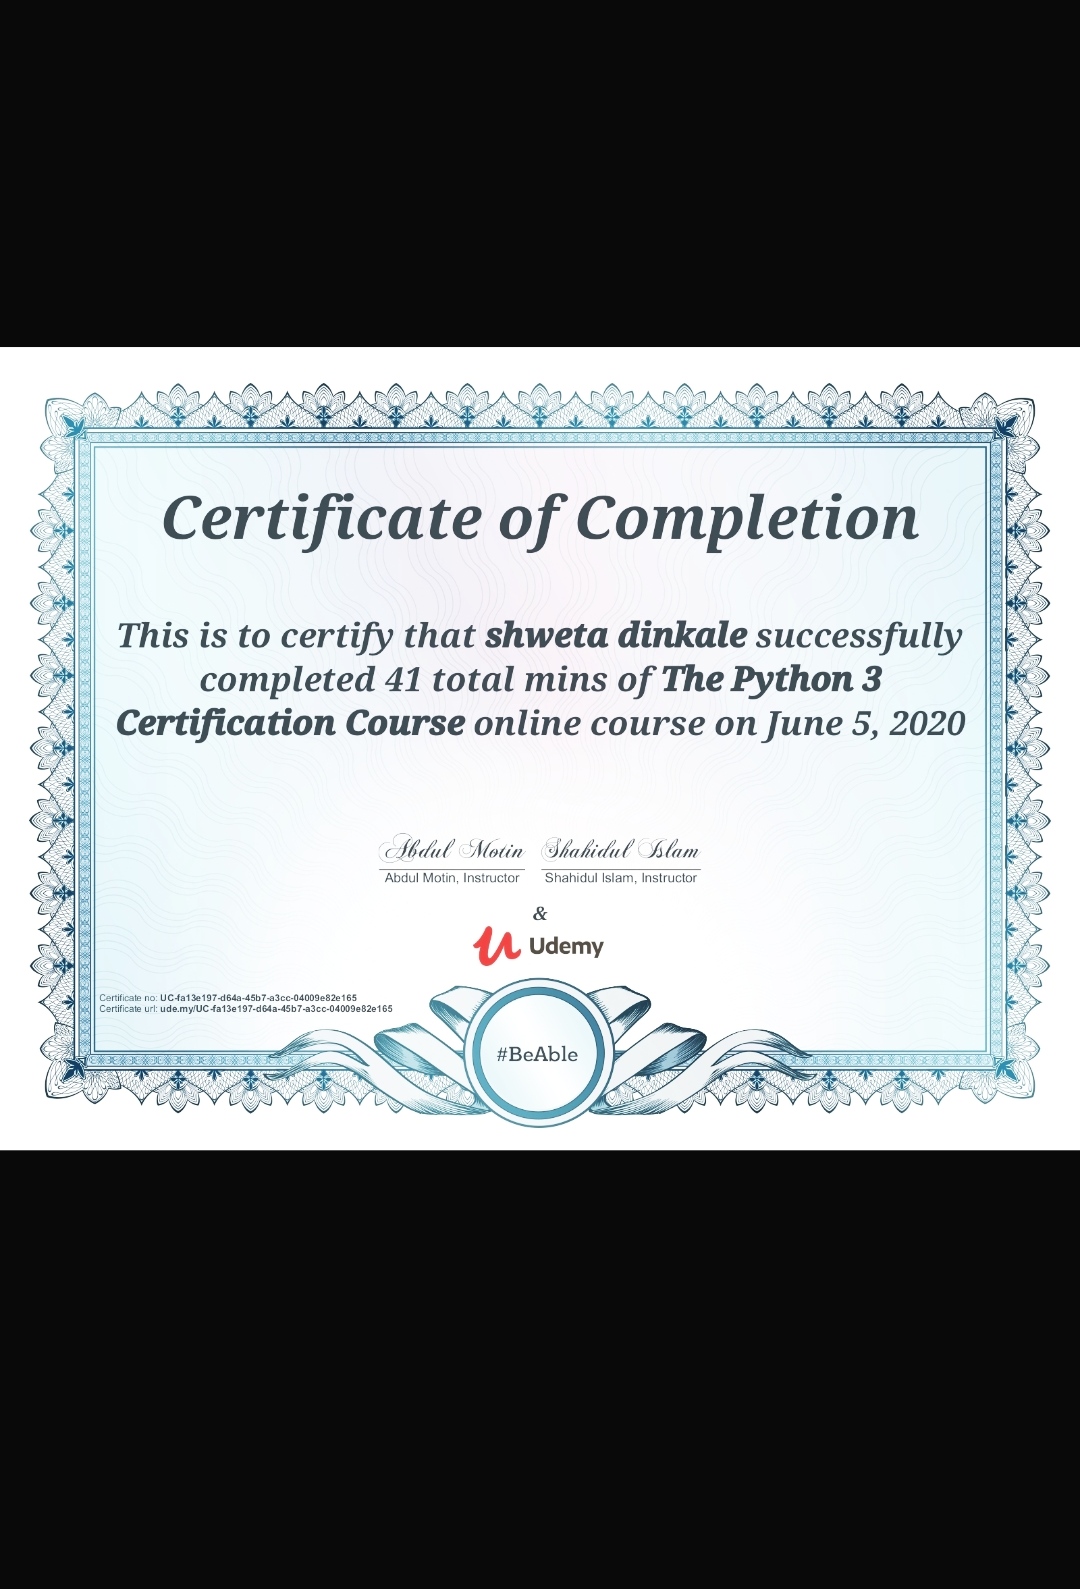 Certificate of Completion
This is to certify that shweta dinkale successfully
completed 41 total mins of The Python 3
Certification Course online course on June 5, 2020
Abdul Motin Shahidul Islam
Abdul Motin, Instructor Shahidul Islam, Instructor
&
Udemy
Certificate no: UC-fa13e197-d64a-45b7-a3cc-04009e82e165
Certificate url: ude.my/UC-fa13e197-d64a-45b7-a3cc-04009e82e165
#BeAble